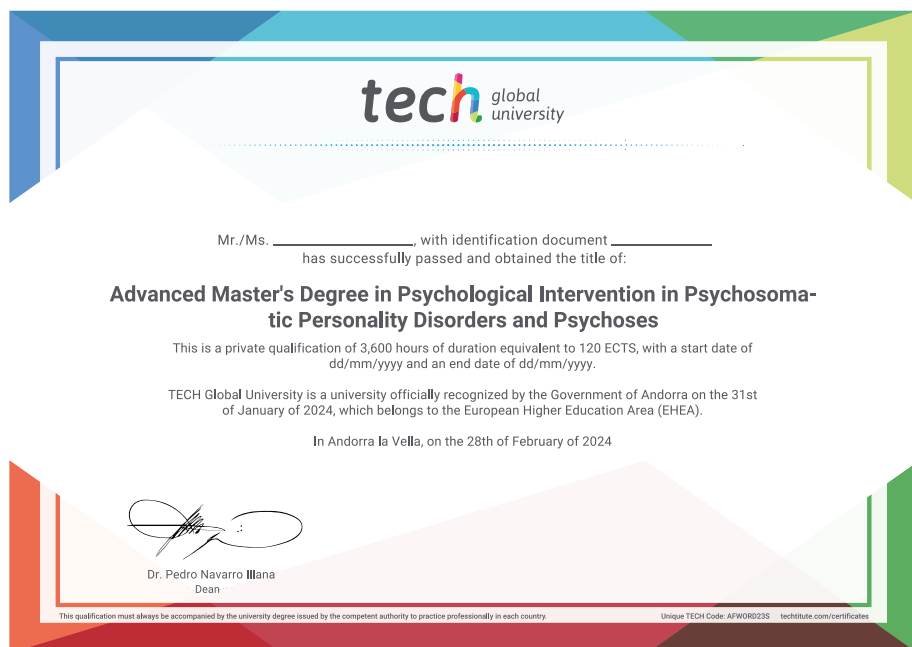 tech global
university
Mr./Ms. ____________________, with identification document ______________
has successfully passed and obtained the title of:
Advanced Master's Degree in Psychological Intervention in Psychosoma-
tic Personality Disorders and Psychoses
This is a private qualification of 3,600 hours of duration equivalent to 120 ECTS, with a start date of
dd/mm/yyyy and an end date of dd/mm/yyyy.
TECH Global University is a university officially recognized by the Government of Andorra on the 31st
of January of 2024, which belongs to the European Higher Education Area (EHEA).
In Andorra la Vella, on the 28th of February of 2024
Dr. Pedro Navarro Illana
Dean
This qualification must always be accompanied by the university degree issued by the competent authority to practice professionally in each country.
Unique TECH Code: AFWORD23S techtitute.com/certificates